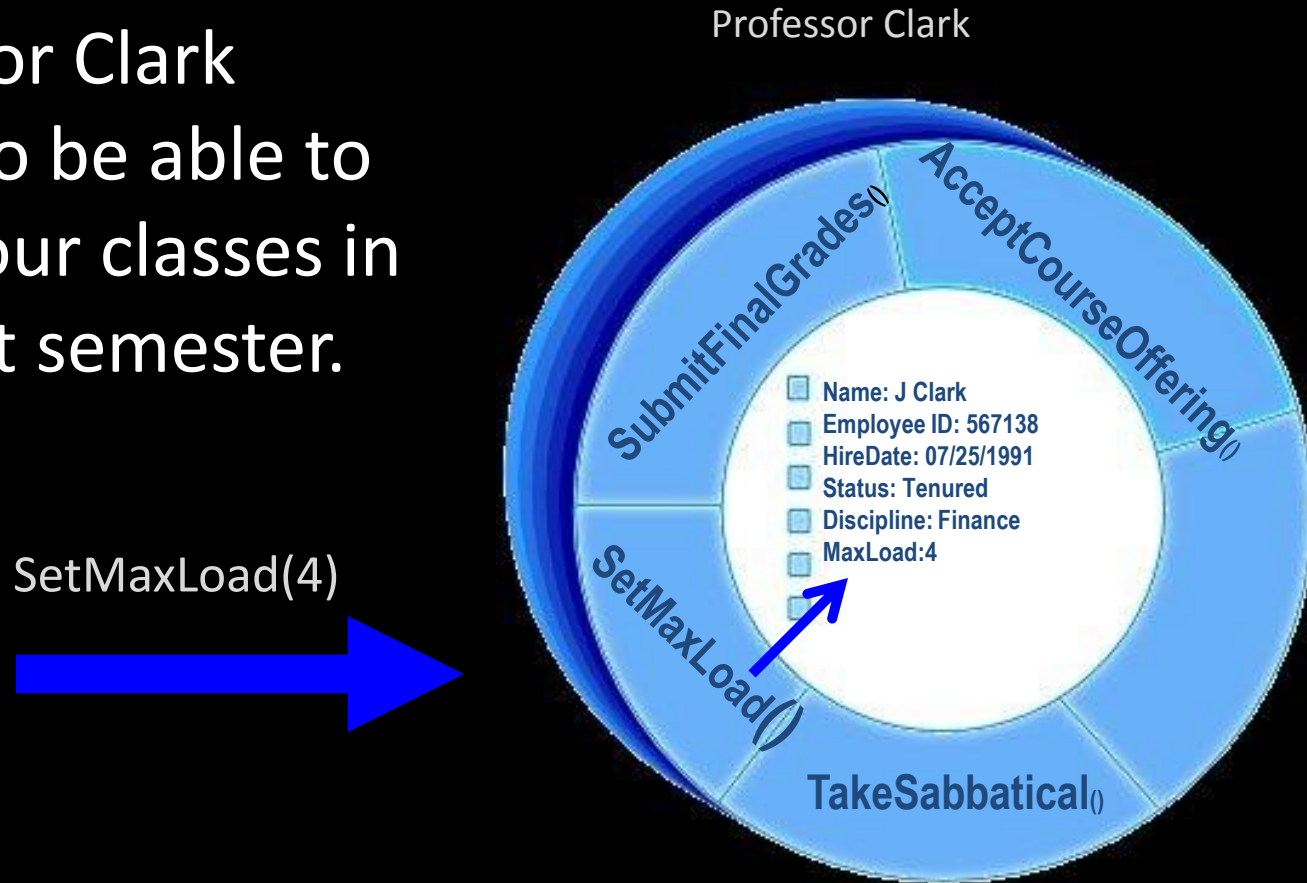 Professor Clark
or Clark
o be able to
our classes in
t semester.
SetMaxLoad(4)
SubmitFinalGrades()
AcceptCourseOffering()
Name: J Clark
Employee ID: 567138
HireDate: 07/25/1991
Status: Tenured
Discipline: Finance
MaxLoad:4
SetMaxLoad()
TakeSabbatical()